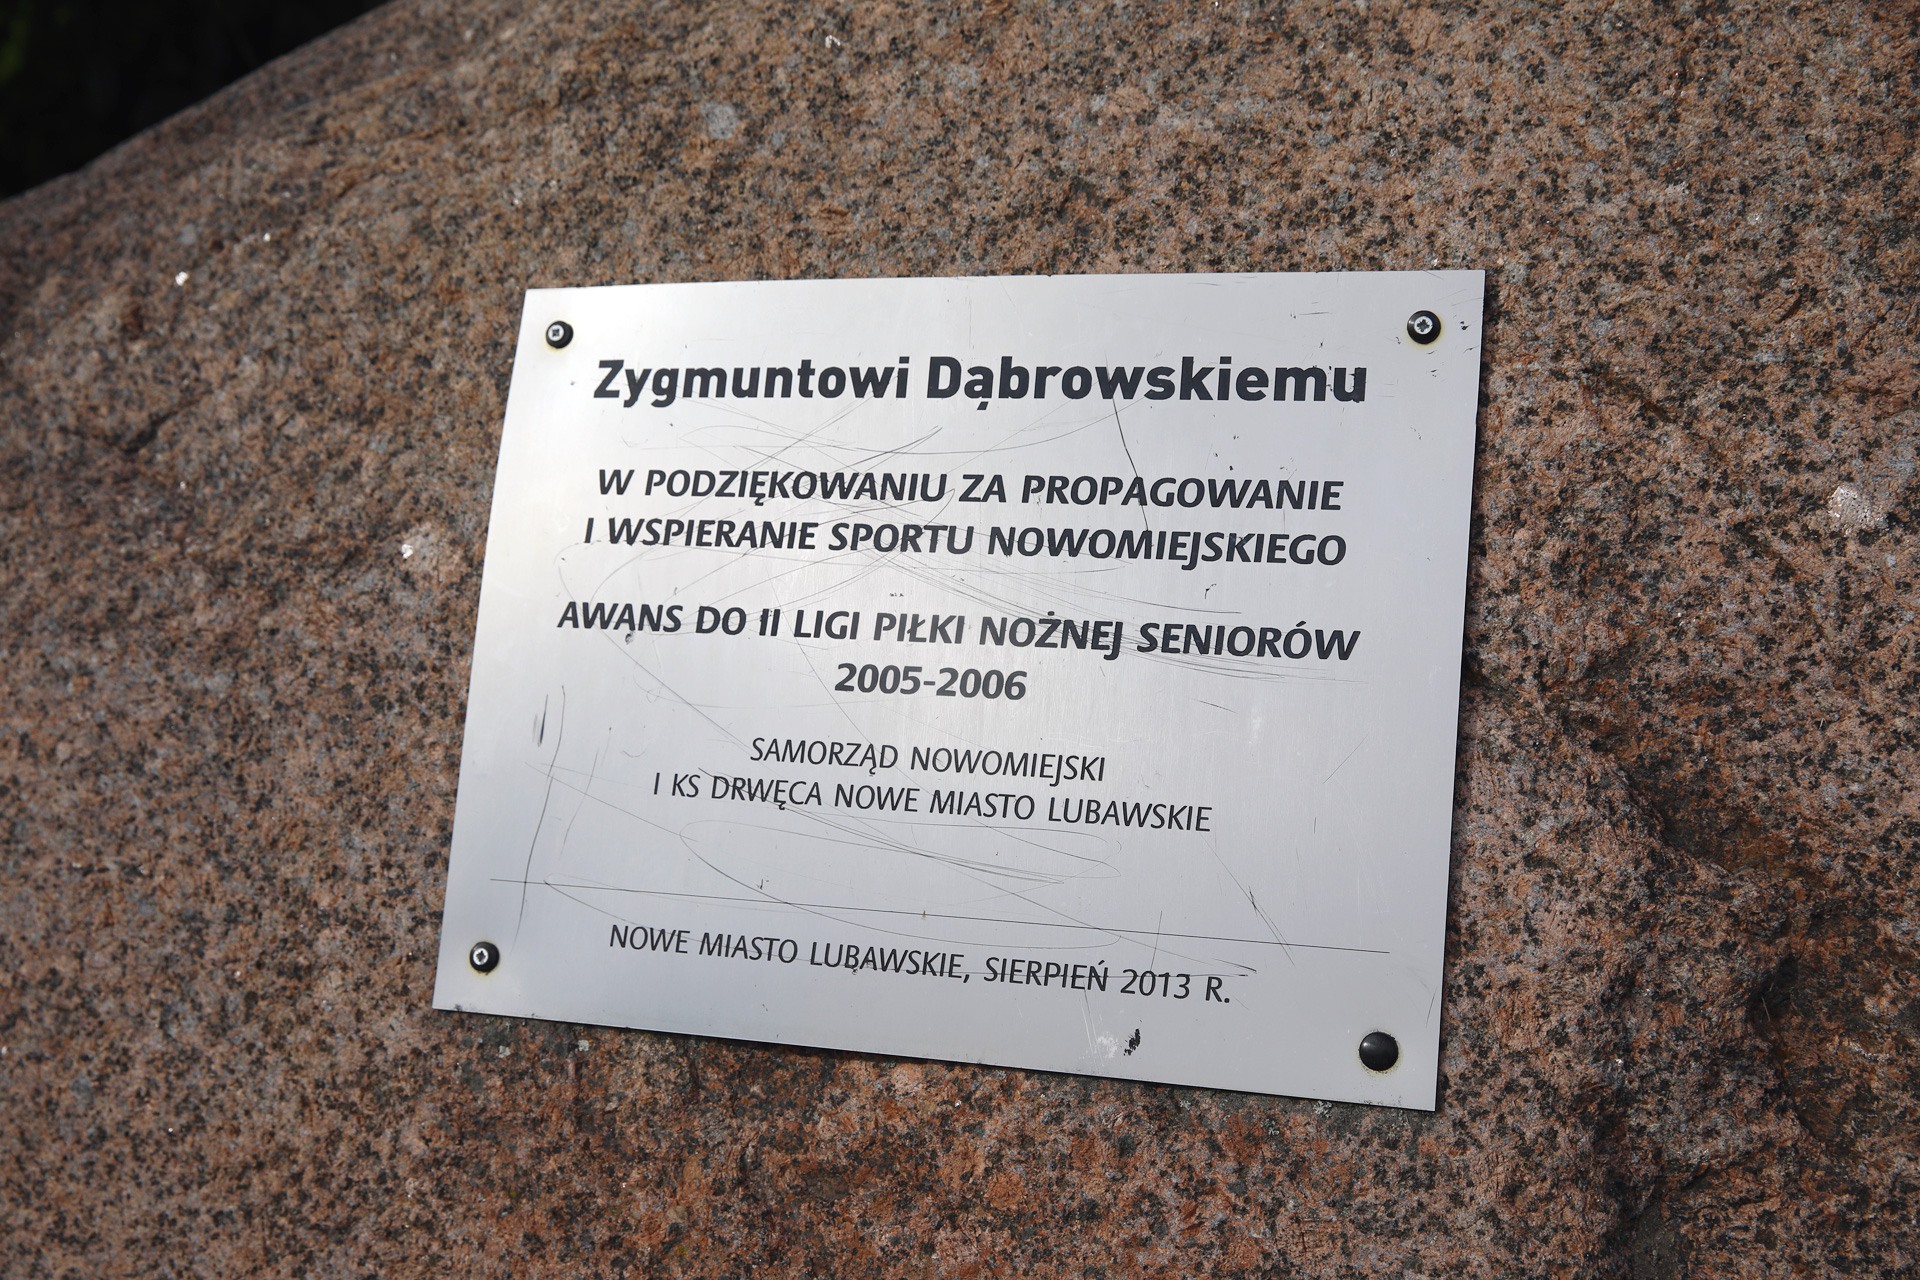 Zygmuntowi Dąbrowskiemu
W PODZIĘKOWANIU ZA PROPAGOWANIE
I WSPIERANIE SPORTU NOWOMIEJSKIEGO
AWANS DO II LIGI PIŁKI NOŻNEJ SENIORÓW
2005-2006
SAMORZĄD NOWOMIEJSKI
I KS DRWĘCA NOWE MIASTO LUBAWSKIE
NOWE MIASTO LUBAWSKIE, SIERPIEŃ 2013 R.